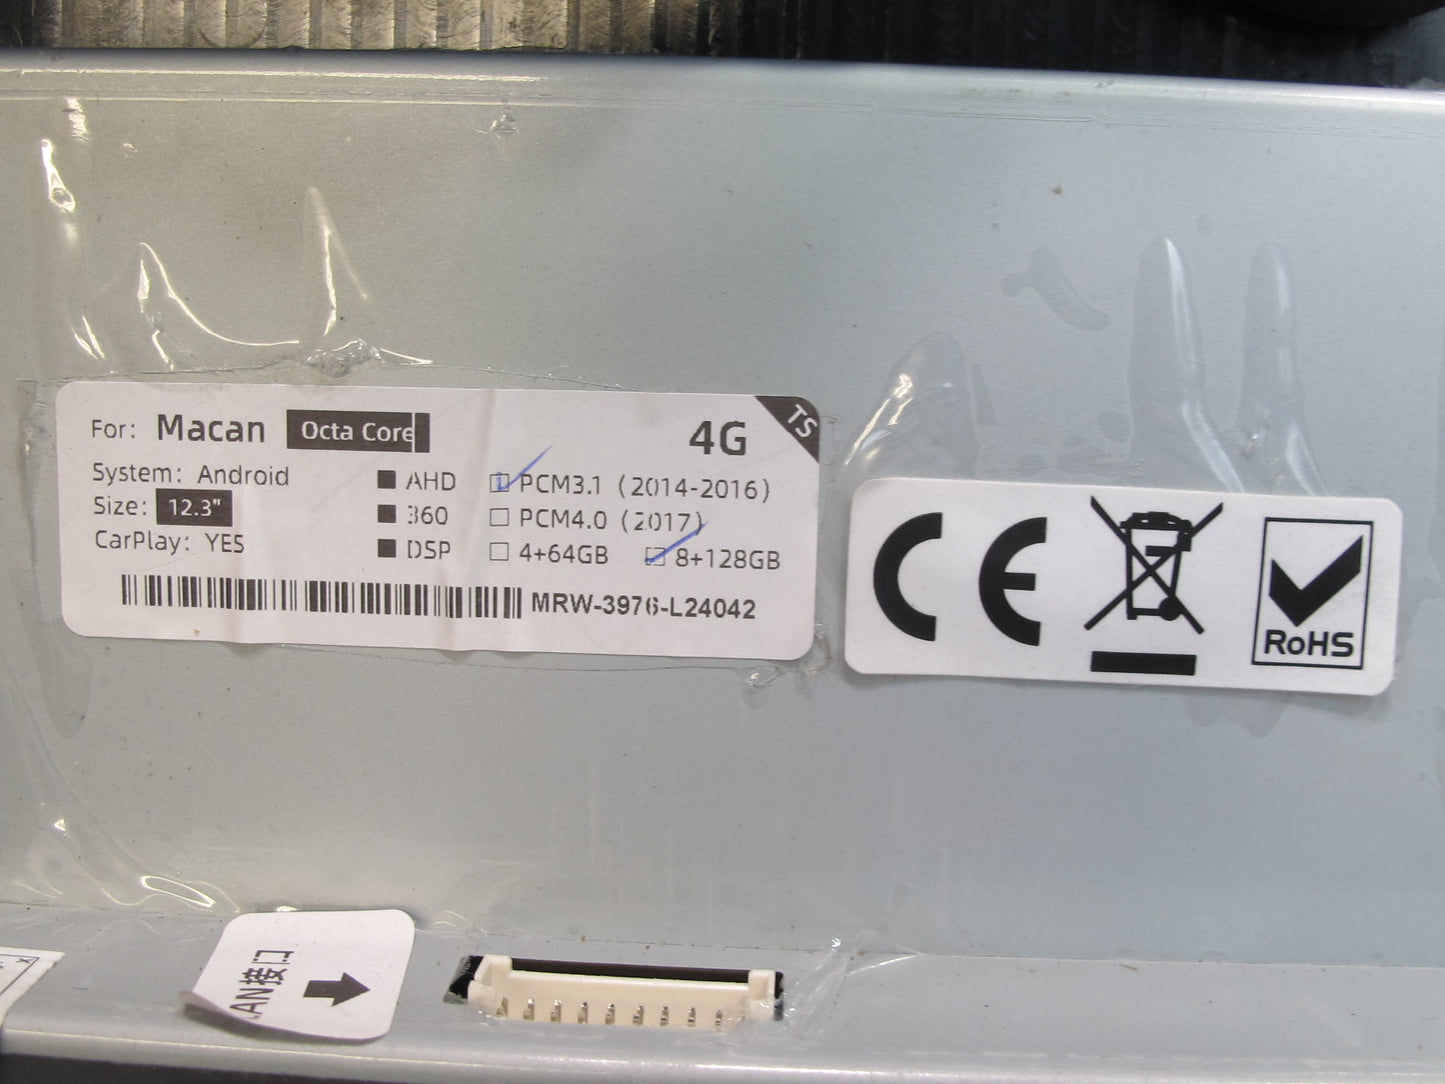 For: Macan Octa Core 4G TS
System: Android
Size: 12.3"
CarPlay: YES
AHD
360
DSP
PCM3.1 (2014-2016)
PCM4.0 (2017)
4+64GB 8+128GB
MRW-3976-L24042
CE
RoHS
AN接口